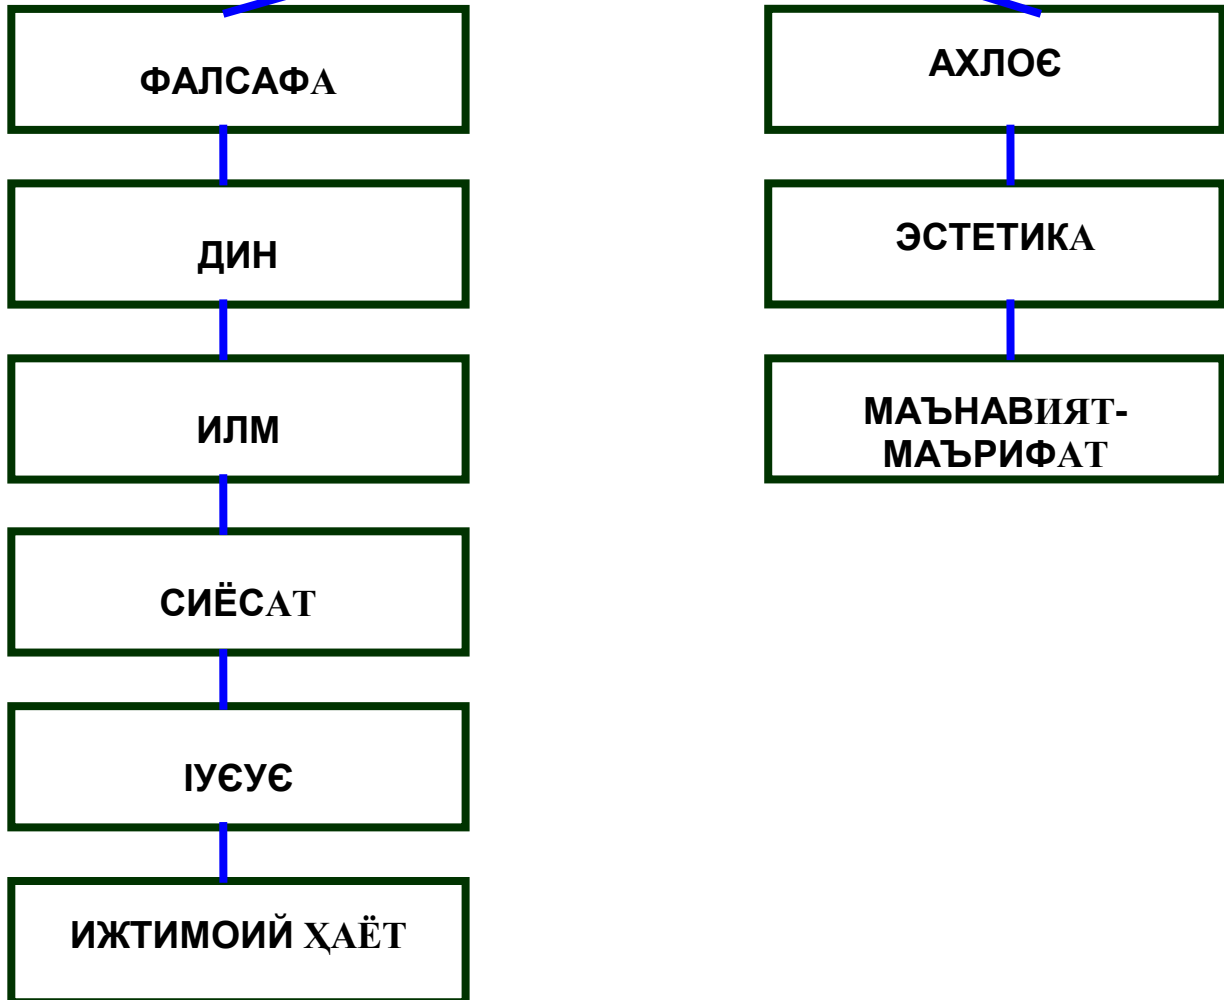 ФАЛСАФА
ДИН
ИЛМ
СИЁСАТ
ІУЄУЄ
ИЖТИМОИЙ ҲАЁТ
АХЛОЄ
ЭСТЕТИКА
МАЪНАВИЯТ-
МАЪРИФАТ